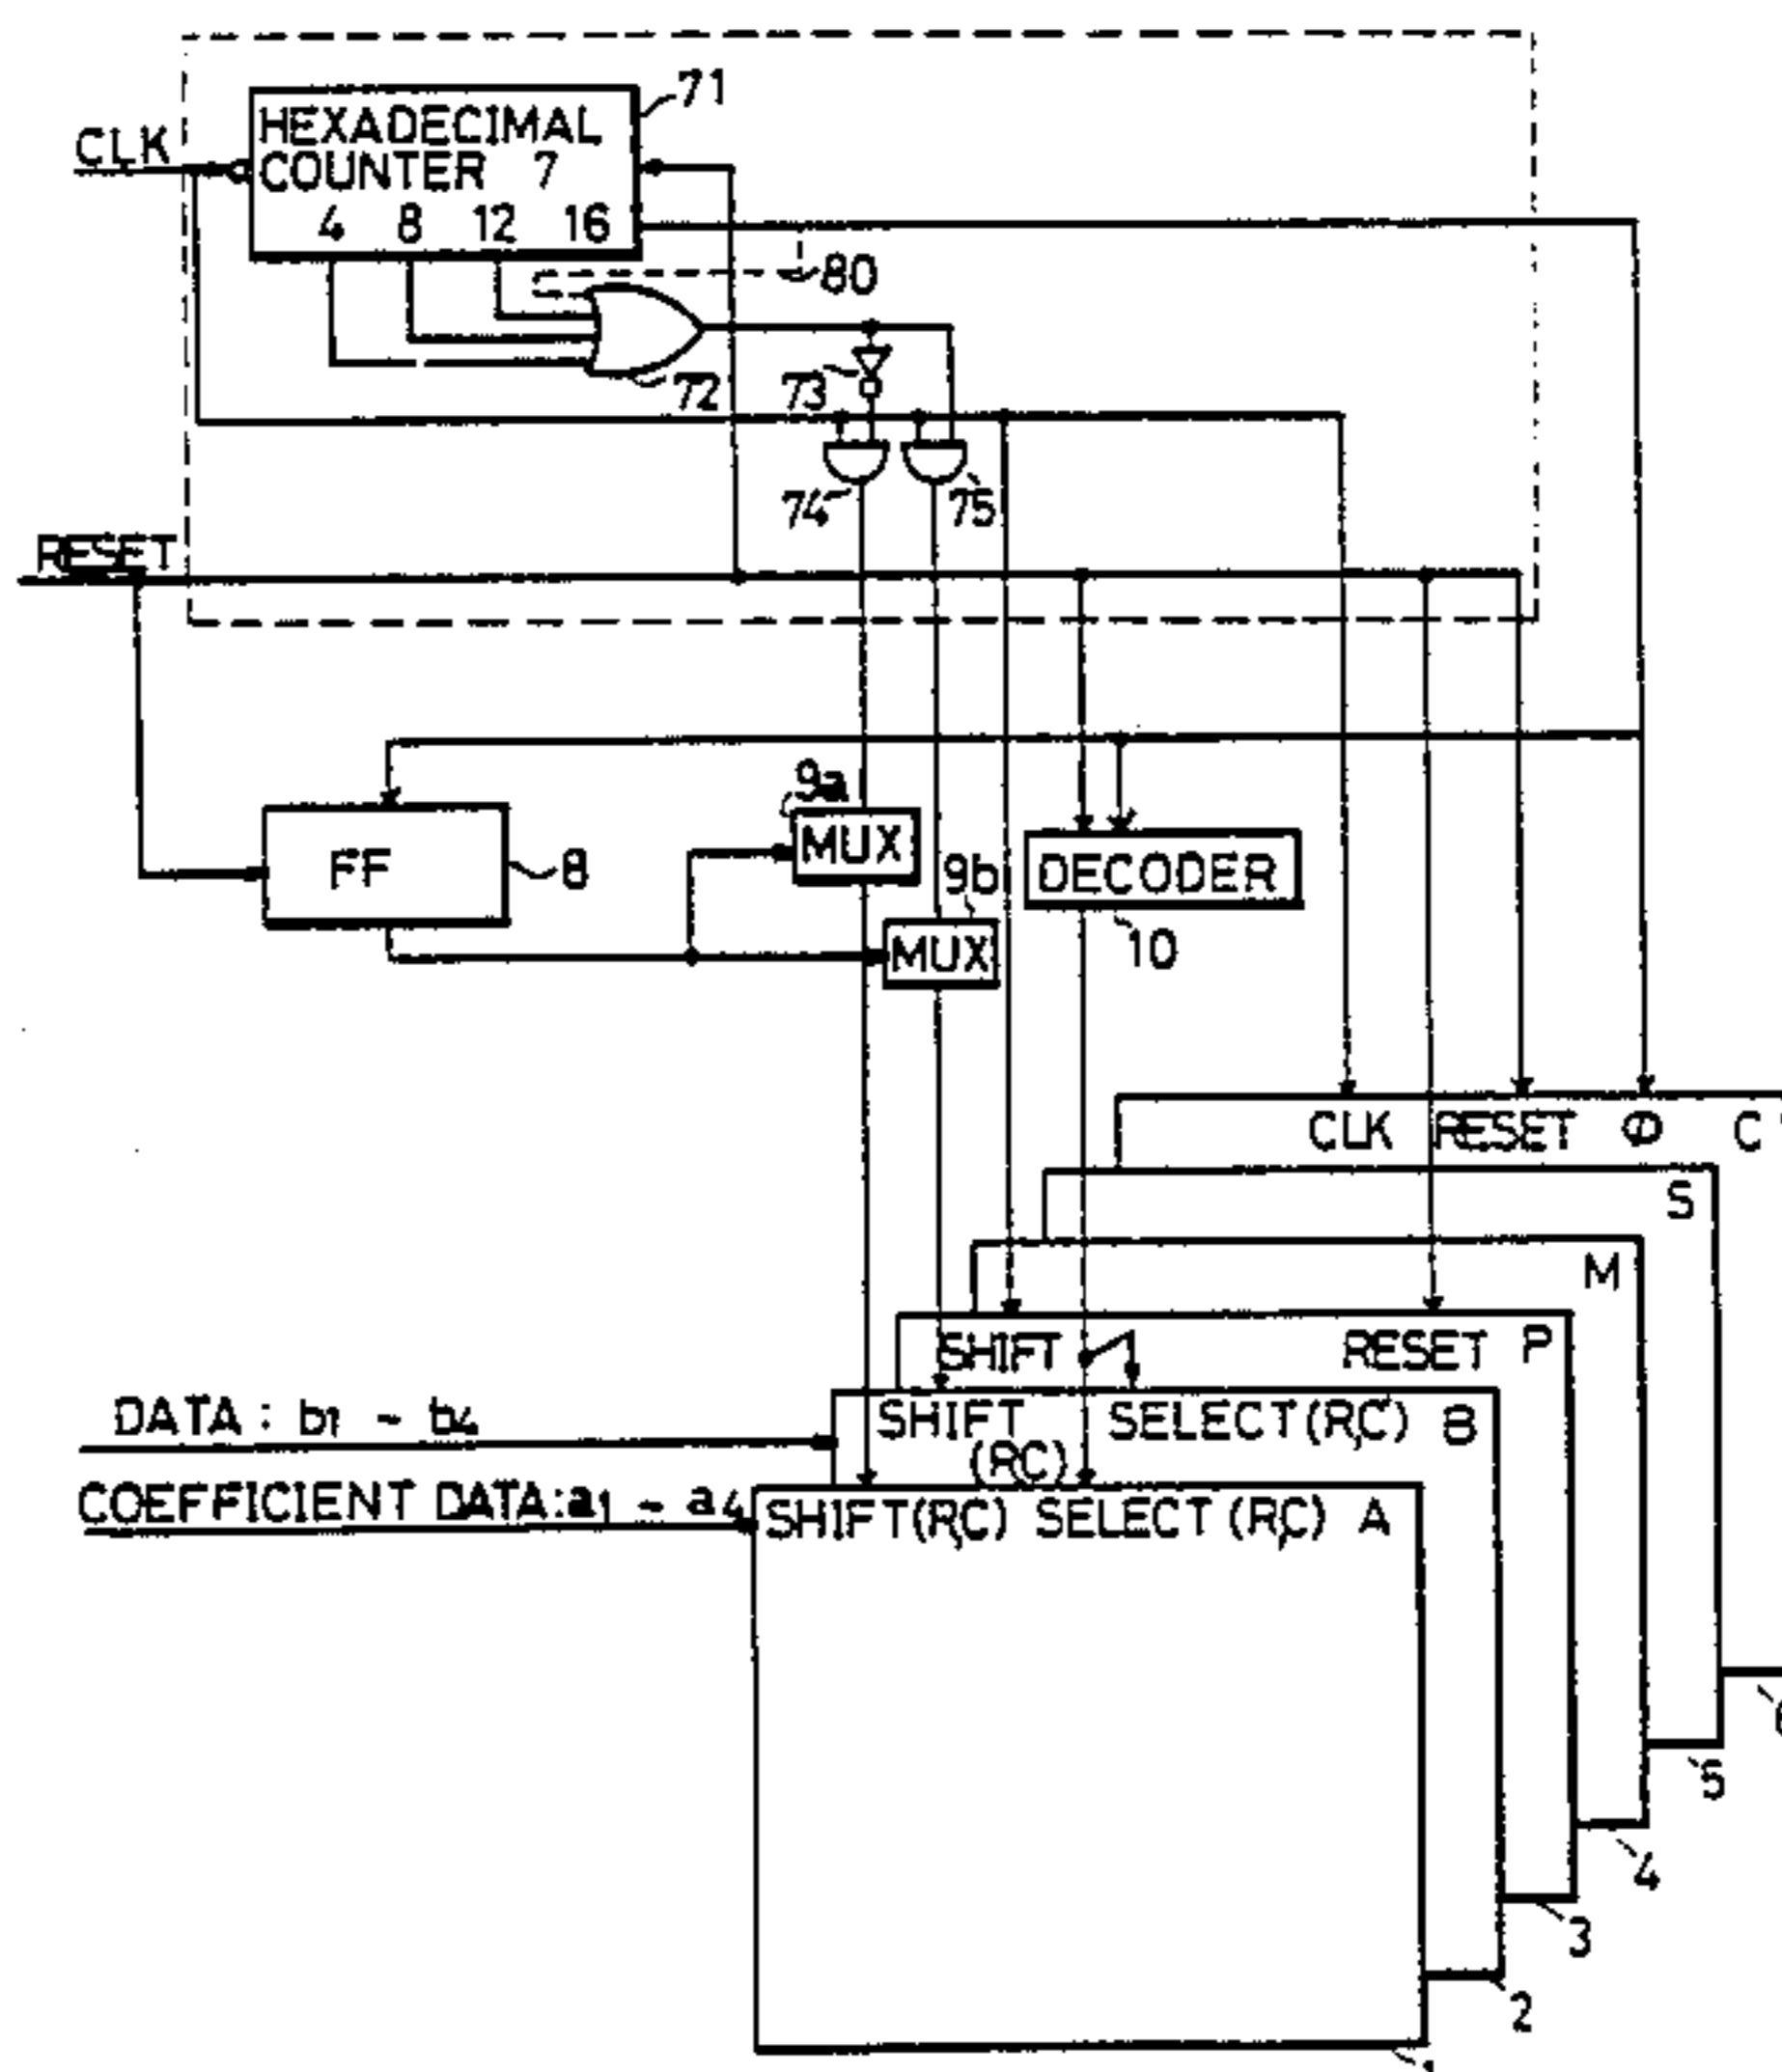 71
CLK
HEXADECIMAL
COUNTER 7
4 8 12 16
80
72
73
74
75
RESET
9a
MUX
FF
8
9b
DECODER
MUX
10
CLK RESET Φ C
S
M
SHIFT RESET P
DATA : b1 ~ b4
SHIFT SELECT(R,C) B
(R,C)
COEFFICIENT DATA:a1 ~ a4
SHIFT(R,C) SELECT (R,C) A
5
4
3
2